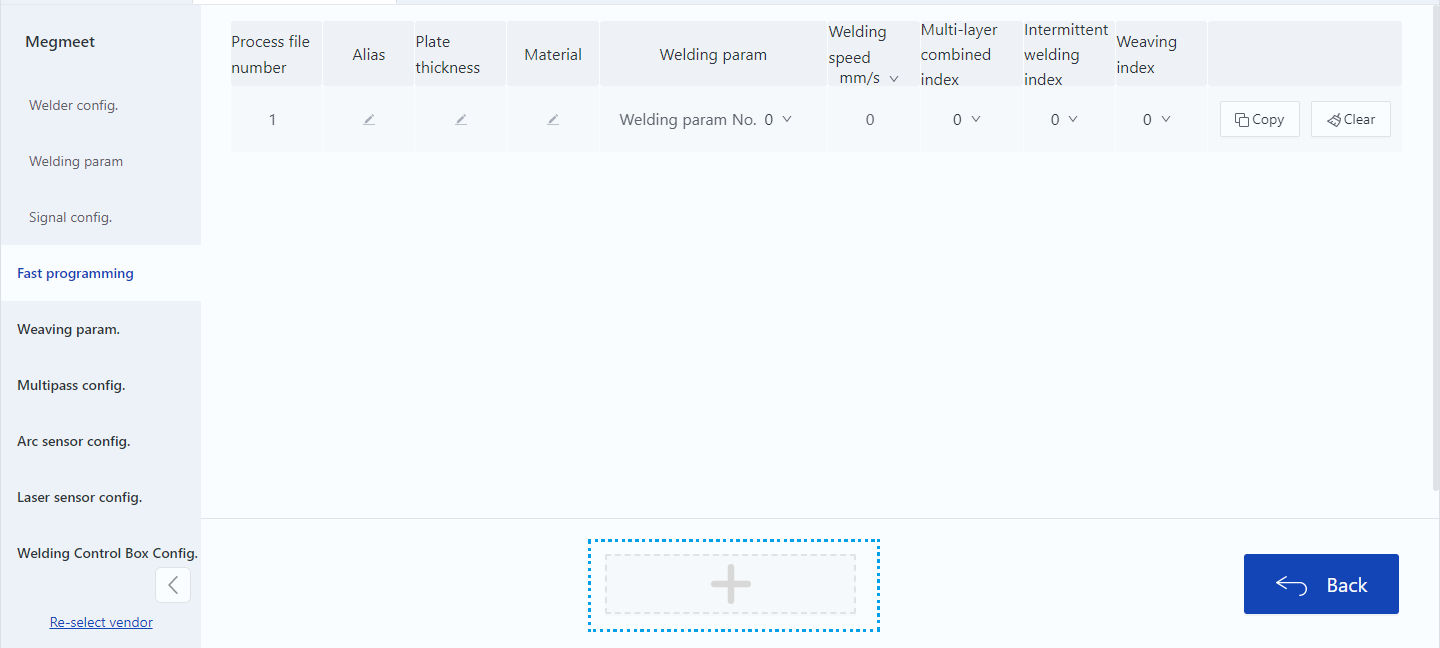 Megmeet
Welder config.
Welding param
Signal config.
Fast programming
Weaving param.
Multipass config.
Arc sensor config.
Laser sensor config.
Welding Control Box Config.
Re-select vendor
Process file
number
Alias
Plate
thickness
Material
Welding param
Welding
speed
mm/s
Multi-layer
combined
index
Intermittent
welding
index
Weaving
index
1
Welding param No. 0
0
0
0
0
Copy
Clear
Back